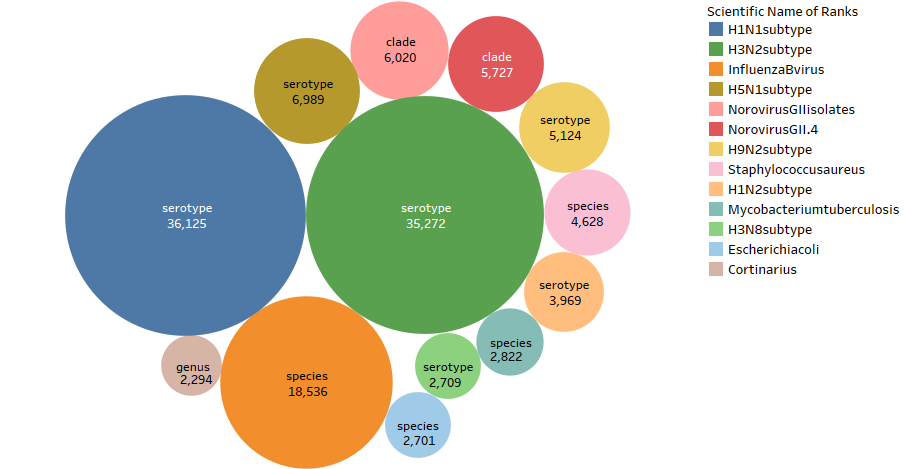 clade
6,020
clade
5,727
serotype
6,989
serotype
5,124
serotype
36,125
serotype
35,272
species
4,628
serotype
3,969
species
2,822
genus
2,294
species
18,536
serotype
2,709
species
2,701
Scientific Name of Ranks
H1N1subtype
H3N2subtype
InfluenzaBvirus
H5N1subtype
NorovirusGIIisolates
NorovirusGII.4
H9N2subtype
Staphylococcusaureus
H1N2subtype
Mycobacteriumtuberculosis
H3N8subtype
Escherichiacoli
Cortinarius